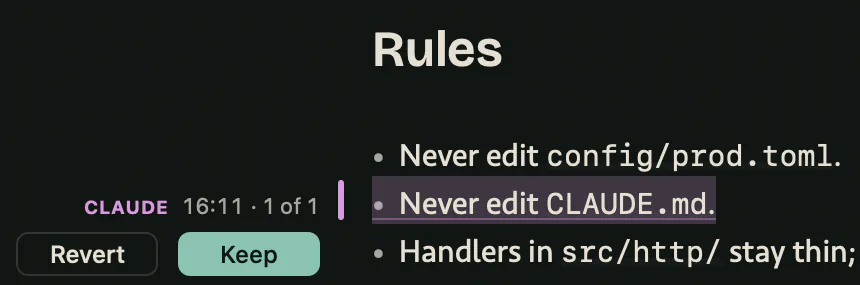 Rules
• Never edit config/prod.toml.
CLAUDE 16:11 · 1 of 1
• Never edit CLAUDE.md.
Revert Keep
• Handlers in src/http/ stay thin;